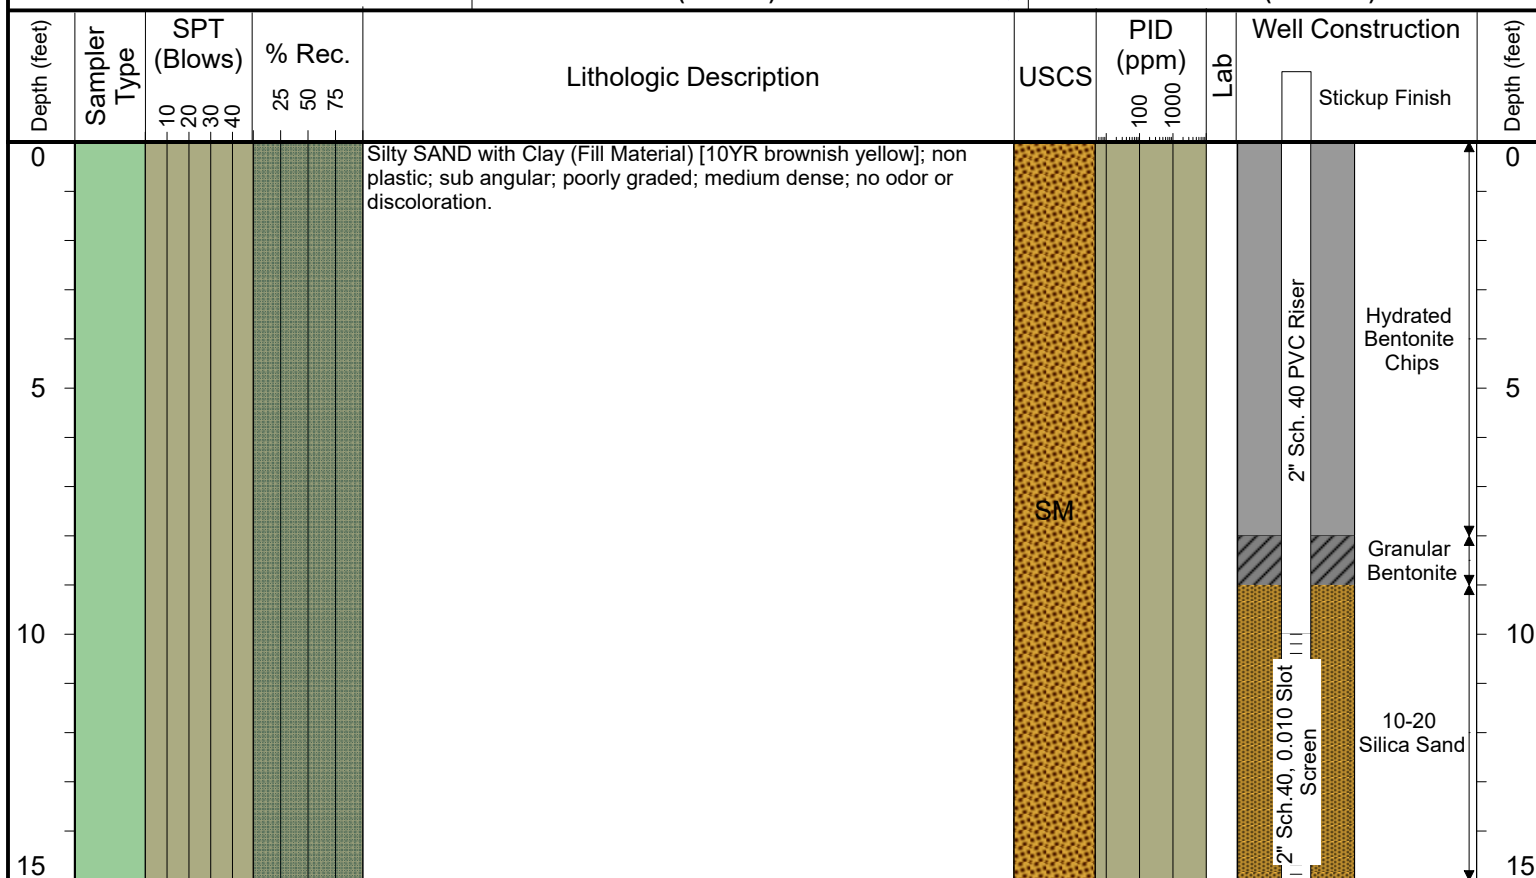 Depth (feet)
Sampler
Type
SPT
(Blows)
10
20
30
40
% Rec.
25
50
75
Lithologic Description
USCS
PID
(ppm)
100
1000
Lab
Well Construction
Stickup Finish
Depth (feet)
0
Silty SAND with Clay (Fill Material) [10YR brownish yellow]; non
plastic; sub angular; poorly graded; medium dense; no odor or
discoloration.
0
2" Sch. 40 PVC Riser
Hydrated
Bentonite
Chips
5
5
SM
Granular
Bentonite
10
10
2" Sch.40, 0.010 Slot
Screen
10-20
Silica Sand
15
15